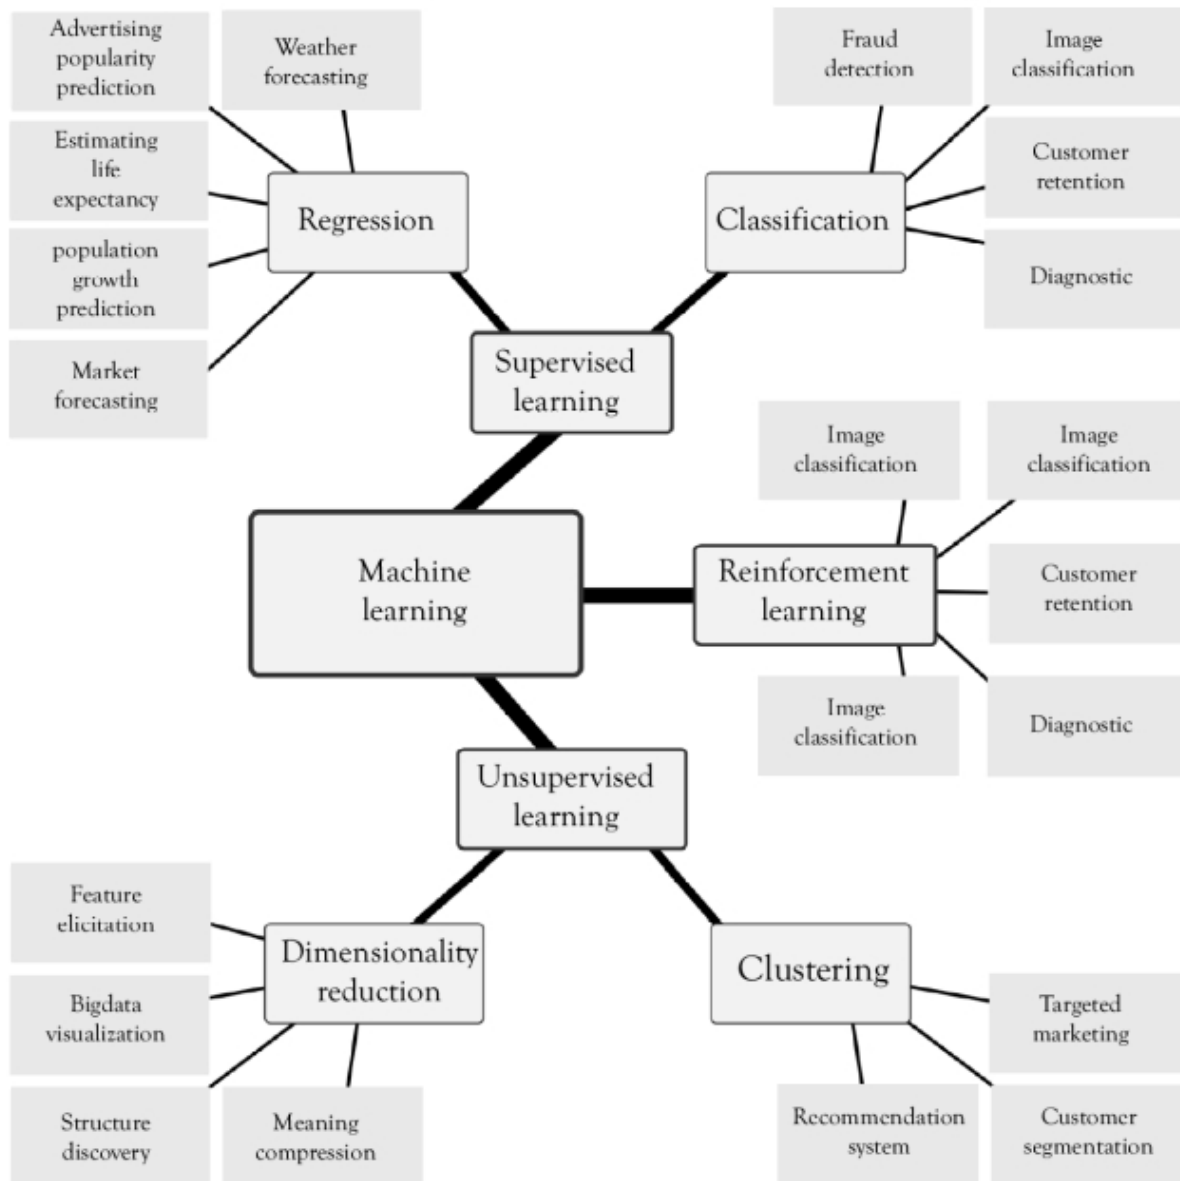 Advertising
popularity
prediction
Weather
forecasting
Fraud
detection
Image
classification
Estimating
life
expectancy
Customer
retention
Regression
Classification
population
growth
prediction
Diagnostic
Market
forecasting
Supervised
learning
Image
classification
Image
classification
Machine
learning
Reinforcement
learning
Customer
retention
Image
classification
Diagnostic
Unsupervised
learning
Feature
elicitation
Dimensionality
reduction
Clustering
Bigdata
visualization
Targeted
marketing
Structure
discovery
Meaning
compression
Recommendation
system
Customer
segmentation